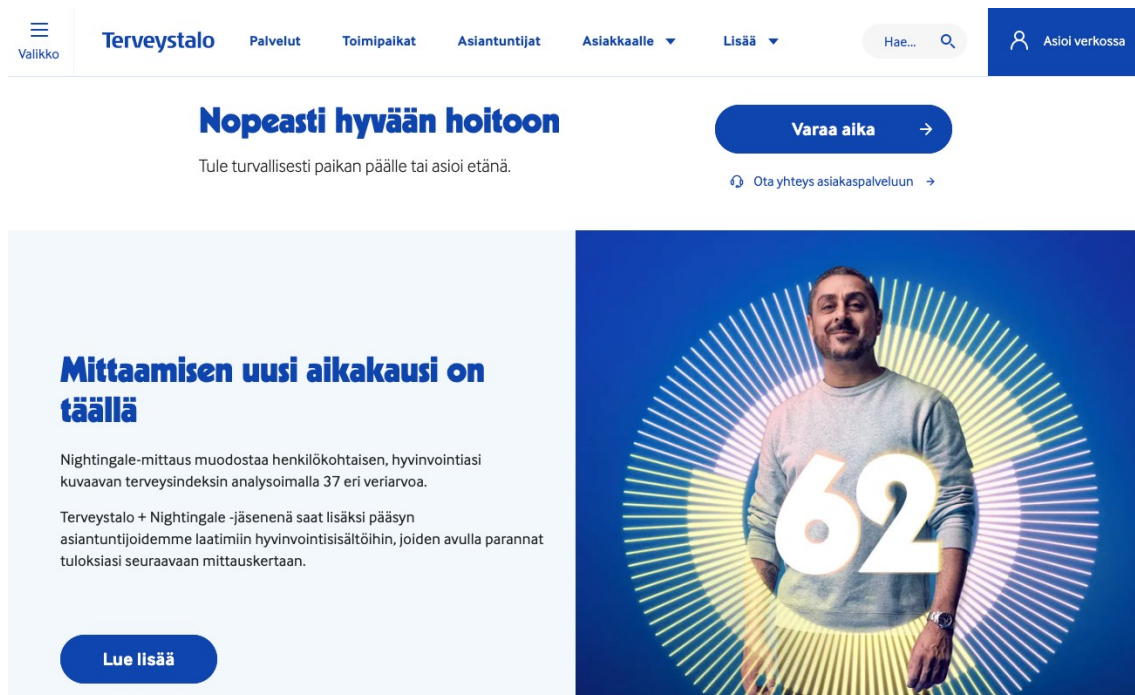 Valikko
Terveystalo
Palvelut
Toimipaikat
Asiantuntijat
Asiakkaalle
Lisää
Hae...
Asioi verkossa
Nopeasti hyvään hoitoon
Tule turvallisesti paikan päälle tai asioi etänä.
Varaa aika
Ota yhteys asiakaspalveluun
Mittaamisen uusi aikakausi on
täällä
Nightingale-mittaus muodostaa henkilökohtaisen, hyvinvointiasi
kuvaavan terveysindeksin analysoimalla 37 eri veriarvoa.
Terveystalo + Nightingale -jäsenenä saat lisäksi pääsyn
asiantuntijoidemme laatimiin hyvinvointisisältöihin, joiden avulla parannat
tuloksiasi seuraavaan mittauskertaan.
Lue lisää
62